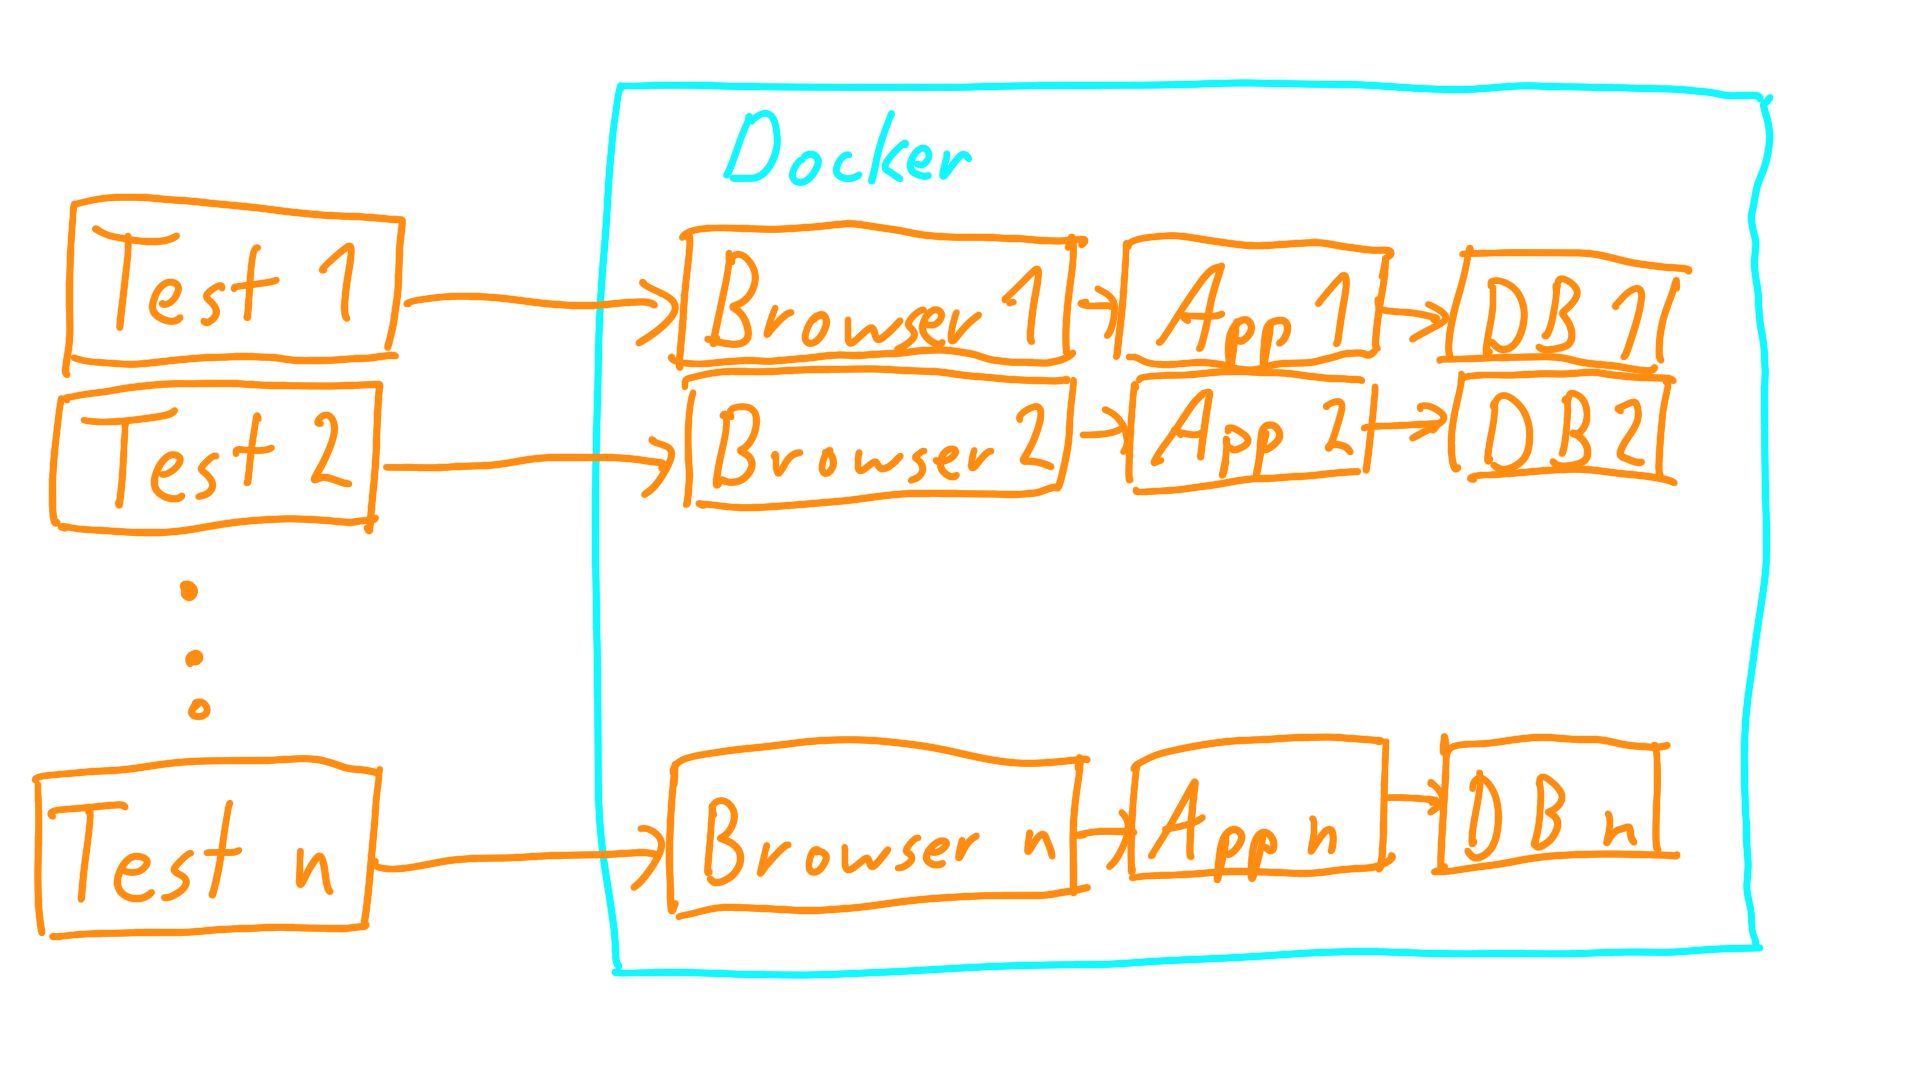 Docker
Test 1
Browser 1
App 1
DB 1
Test 2
Browser 2
App 2
DB 2
Test n
Browser n
App n
DB n